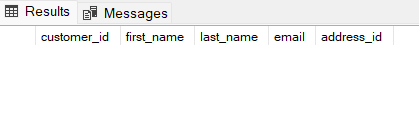 Results Messages
customer_id first_name last_name email address_id